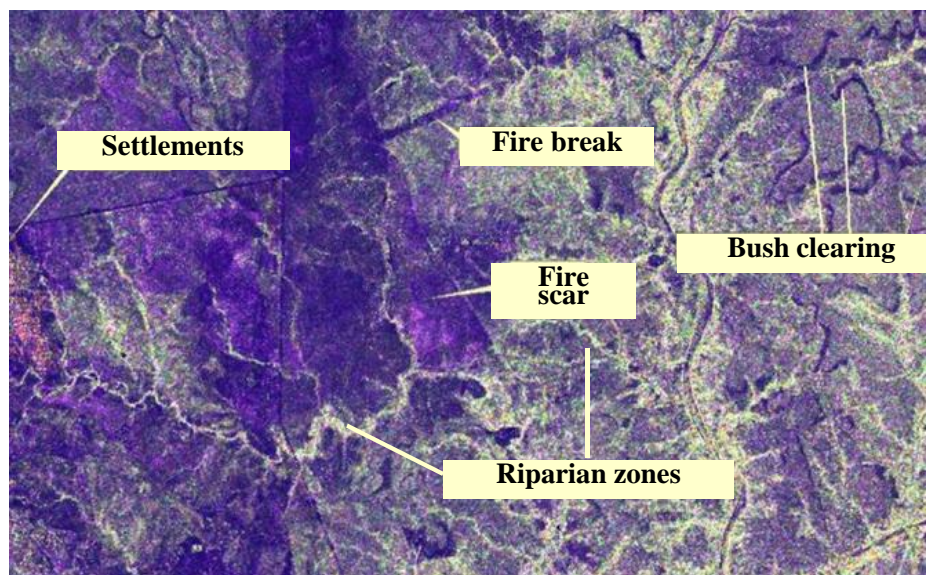 Settlements
Fire break
Bush clearing
Fire
scar
Riparian zones